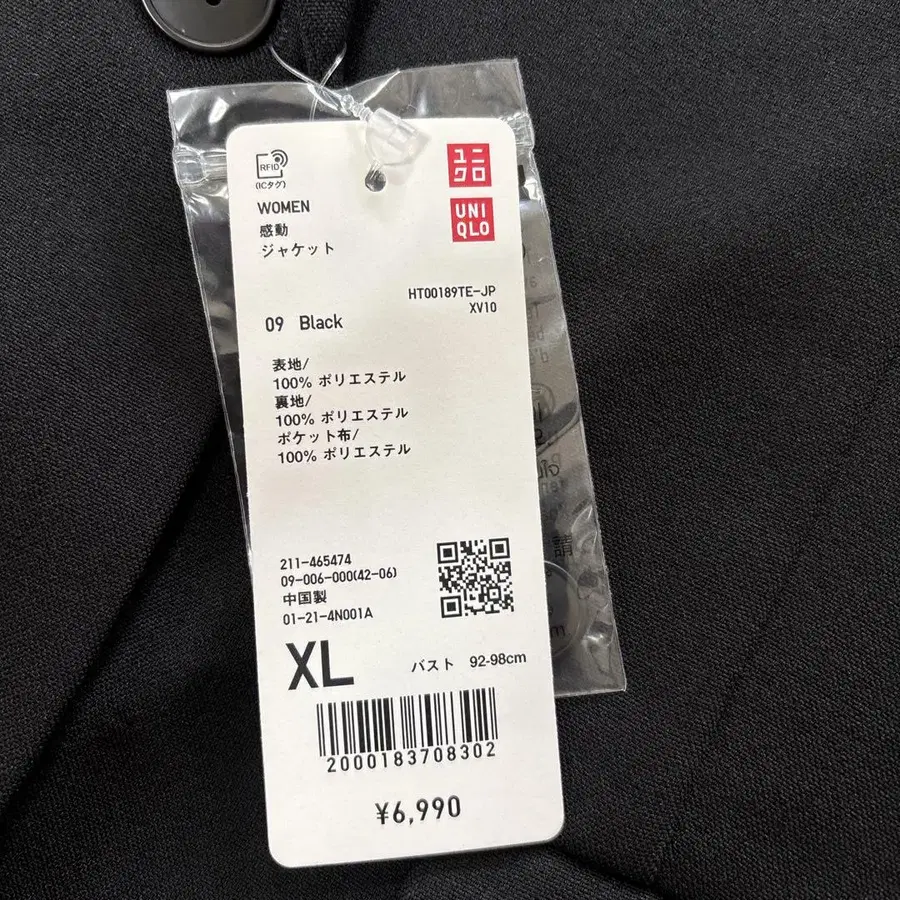 RFID
(ICタグ)
ユニ
クロ
UNI
QLO
WOMEN
感動
ジャケット
HT00189TE-JP
XV10
09 Black
表地/
100% ポリエステル
裏地/
100% ポリエステル
ポケット布/
100% ポリエステル
211-465474
09-006-000(42-06)
中国製
01-21-4N001A
XL
バスト 92-98cm
2000183708302
¥6,990
請